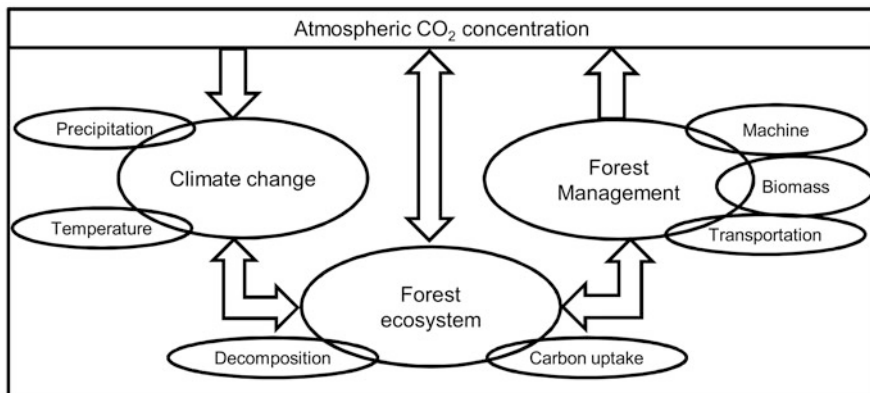 Atmospheric CO₂ concentration
Precipitation
Climate change
Temperature
Forest
Management
Machine
Biomass
Transportation
Forest
ecosystem
Decomposition
Carbon uptake